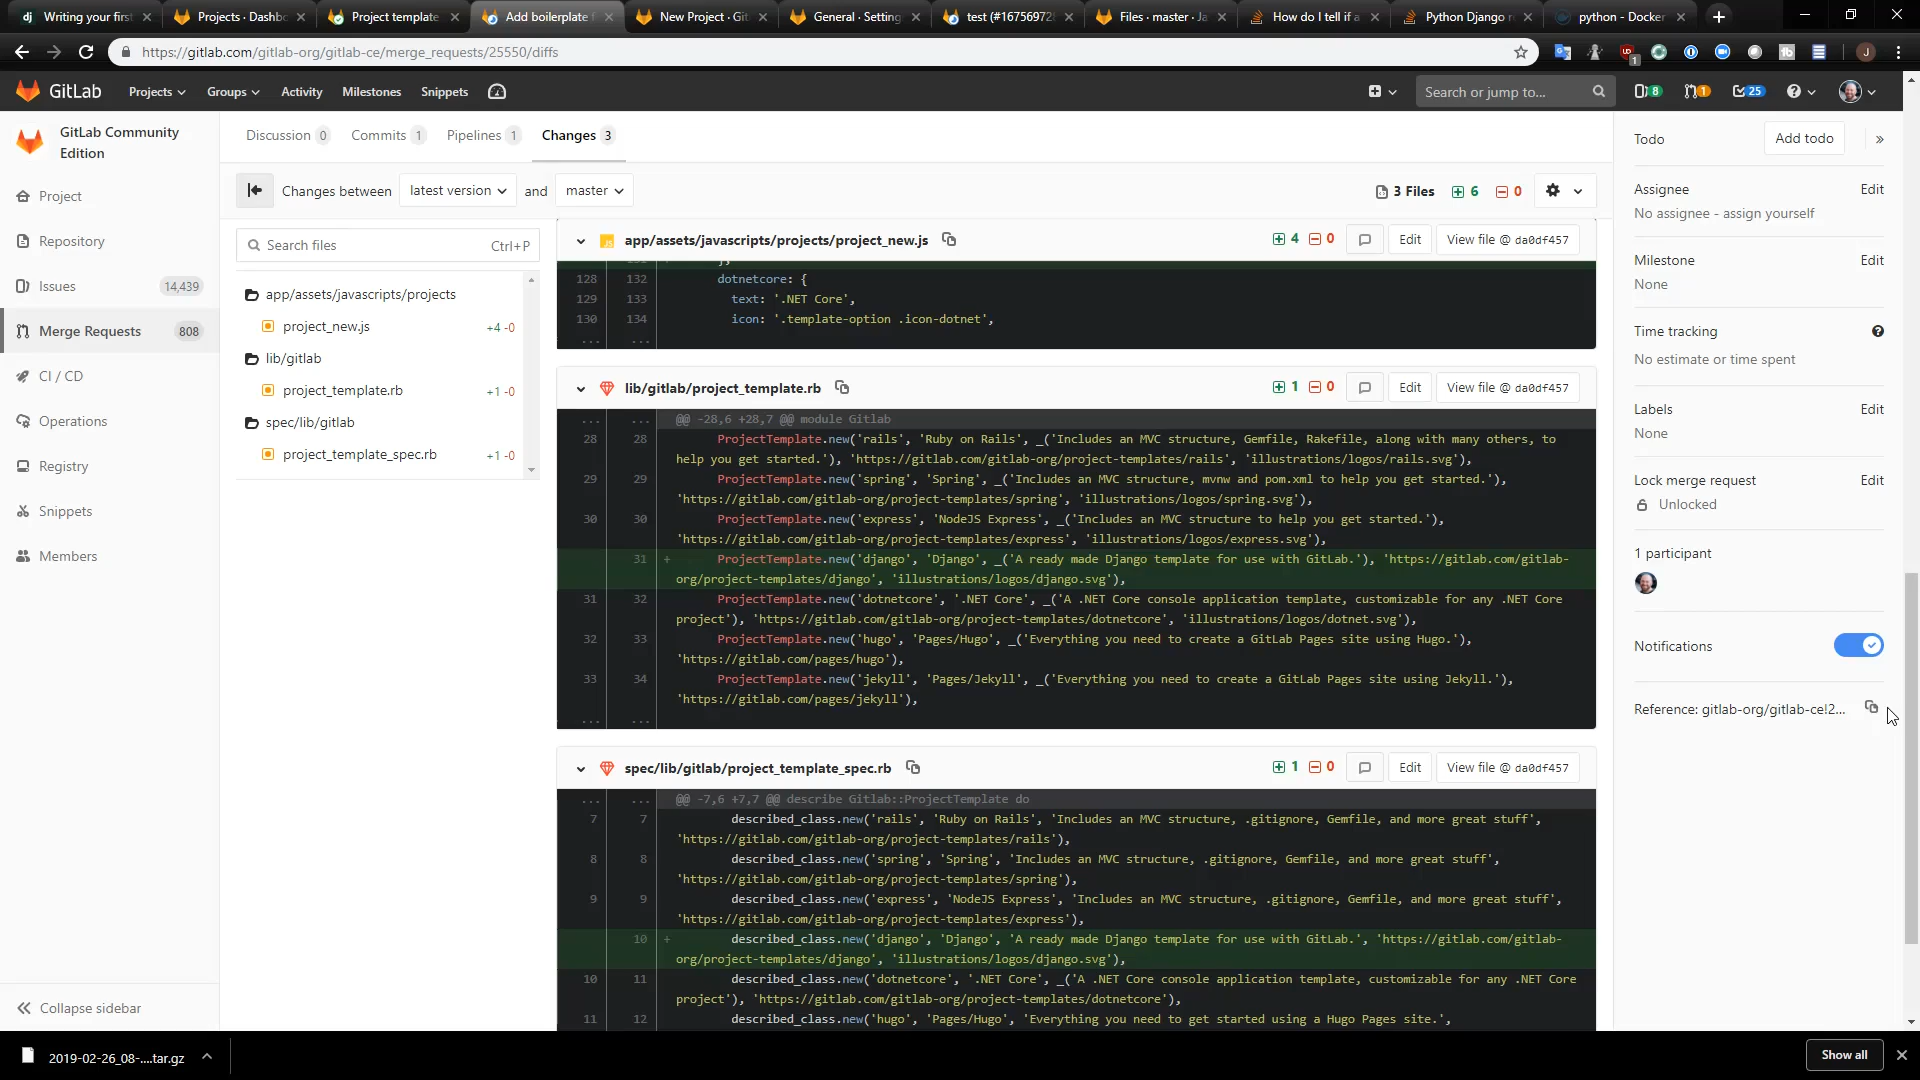 Writing your first
Projects · Dashbo
Project template
Add boilerplate f
New Project · Git
General · Setting
test (#16756972
Files · master · Ja
How do I tell if a
Python Django r
python - Docker
https://gitlab.com/gitlab-org/gitlab-ce/merge_requests/25550/diffs
GitLab Projects Groups Activity Milestones Snippets
Search or jump to...
8 1 25
GitLab Community
Edition
Project
Repository
Issues 14,439
Merge Requests 808
CI / CD
Operations
Registry
Snippets
Members
Collapse sidebar
Discussion 0 Commits 1 Pipelines 1 Changes 3
Changes between latest version and master
3 Files 6 0
Search files Ctrl+P
app/assets/javascripts/projects
project_new.js +4 -0
lib/gitlab
project_template.rb +1 -0
spec/lib/gitlab
project_template_spec.rb +1 -0
app/assets/javascripts/projects/project_new.js 4 0 Edit View file @ da0df457
128 132 dotnetcore: {
129 133 text: '.NET Core',
130 134 icon: '.template-option .icon-dotnet',
... ...
lib/gitlab/project_template.rb 1 0 Edit View file @ da0df457
... ... @@ -28,6 +28,7 @@ module Gitlab
28 28 ProjectTemplate.new('rails', 'Ruby on Rails', _('Includes an MVC structure, Gemfile, Rakefile, along with many others, to
help you get started.'), 'https://gitlab.com/gitlab-org/project-templates/rails', 'illustrations/logos/rails.svg'),
29 29 ProjectTemplate.new('spring', 'Spring', _('Includes an MVC structure, mvnw and pom.xml to help you get started.'),
'https://gitlab.com/gitlab-org/project-templates/spring', 'illustrations/logos/spring.svg'),
30 30 ProjectTemplate.new('express', 'NodeJS Express', _('Includes an MVC structure to help you get started.'),
'https://gitlab.com/gitlab-org/project-templates/express', 'illustrations/logos/express.svg'),
31 + ProjectTemplate.new('django', 'Django', _('A ready made Django template for use with GitLab.'), 'https://gitlab.com/gitlab-
org/project-templates/django', 'illustrations/logos/django.svg'),
31 32 ProjectTemplate.new('dotnetcore', '.NET Core', _('A .NET Core console application template, customizable for any .NET Core
project'), 'https://gitlab.com/gitlab-org/project-templates/dotnetcore', 'illustrations/logos/dotnet.svg'),
32 33 ProjectTemplate.new('hugo', 'Pages/Hugo', _('Everything you need to create a GitLab Pages site using Hugo.'),
'https://gitlab.com/pages/hugo'),
33 34 ProjectTemplate.new('jekyll', 'Pages/Jekyll', _('Everything you need to create a GitLab Pages site using Jekyll.'),
'https://gitlab.com/pages/jekyll'),
... ...
spec/lib/gitlab/project_template_spec.rb 1 0 Edit View file @ da0df457
... ... @@ -7,6 +7,7 @@ describe Gitlab::ProjectTemplate do
7 7 described_class.new('rails', 'Ruby on Rails', 'Includes an MVC structure, .gitignore, Gemfile, and more great stuff',
'https://gitlab.com/gitlab-org/project-templates/rails'),
8 8 described_class.new('spring', 'Spring', 'Includes an MVC structure, .gitignore, Gemfile, and more great stuff',
'https://gitlab.com/gitlab-org/project-templates/spring'),
9 9 described_class.new('express', 'NodeJS Express', 'Includes an MVC structure, .gitignore, Gemfile, and more great stuff',
'https://gitlab.com/gitlab-org/project-templates/express'),
10 + described_class.new('django', 'Django', 'A ready made Django template for use with GitLab.', 'https://gitlab.com/gitlab-
org/project-templates/django', 'illustrations/logos/django.svg'),
10 11 described_class.new('dotnetcore', '.NET Core', _('A .NET Core console application template, customizable for any .NET Core
project'), 'https://gitlab.com/gitlab-org/project-templates/dotnetcore'),
11 12 described_class.new('hugo', 'Pages/Hugo', 'Everything you need to get started using a Hugo Pages site.',
Todo Add todo
Assignee Edit
No assignee - assign yourself
Milestone Edit
None
Time tracking
No estimate or time spent
Labels Edit
None
Lock merge request Edit
Unlocked
1 participant
Notifications
Reference: gitlab-org/gitlab-ce!2...
2019-02-26_08-....tar.gz
Show all